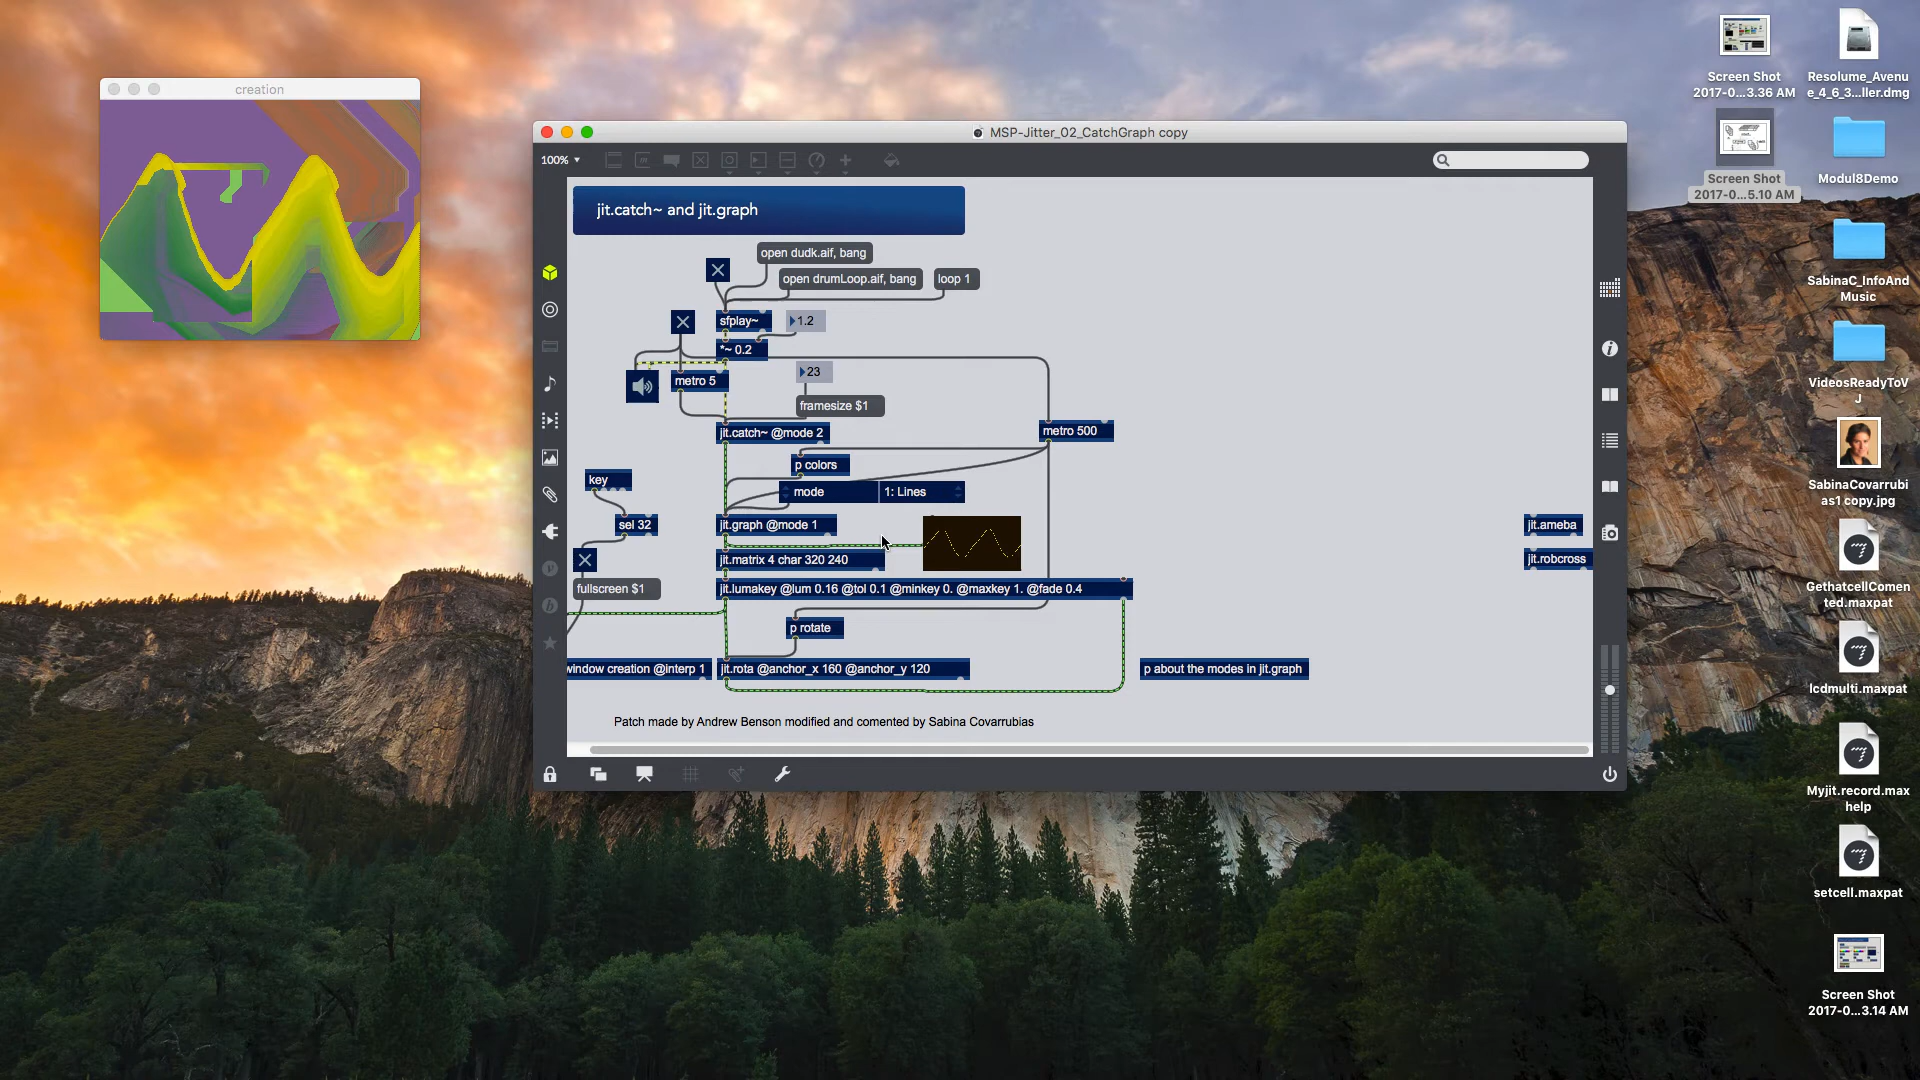 creation
MSP-Jitter_02_CatchGraph copy
100%
jit.catch~ and jit.graph
open dudk.aif, bang
open drumLoop.aif, bang
loop 1
sfplay~
1.2
*~ 0.2
metro 5
23
framesize $1
jit.catch~ @mode 2
metro 500
p colors
mode
1: Lines
key
sel 32
jit.graph @mode 1
jit.matrix 4 char 320 240
fullscreen $1
jit.lumakey @lum 0.16 @tol 0.1 @minkey 0. @maxkey 1. @fade 0.4
p rotate
window creation @interp 1
jit.rota @anchor_x 160 @anchor_y 120
p about the modes in jit.graph
jit.ameba
jit.robcross
Patch made by Andrew Benson modified and comented by Sabina Covarrubias
Screen Shot
2017-0...3.36 AM
Resolume_Avenu
e_4_6_3...ller.dmg
Screen Shot
2017-0...5.10 AM
Modul8Demo
SabinaC_InfoAnd
Music
VideosReadyToV
J
SabinaCovarrubi
as1 copy.jpg
GethatcellComen
ted.maxpat
lcdmulti.maxpat
Myjit.record.max
help
setcell.maxpat
Screen Shot
2017-0...3.14 AM